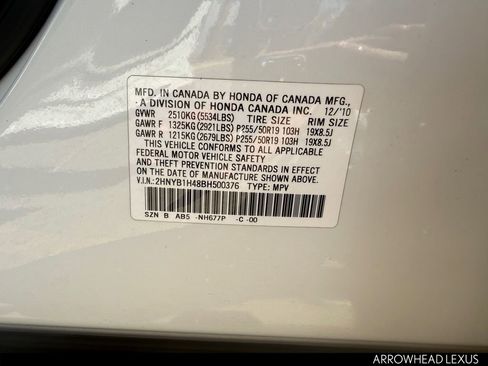 MFD. IN CANADA BY HONDA OF CANADA MFG.,
A DIVISION OF HONDA CANADA INC. 12/'10
GVWR 2510KG(5534LBS) TIRE SIZE RIM SIZE
GAWR F 1325KG(2921LBS)P255/50R19 103H 19X8.5J
GAWR R 1215KG(2679LBS)P255/50R19 103H 19X8.5J
THIS VEHICLE CONFORMS TO ALL APPLICABLE
FEDERAL MOTOR VEHICLE SAFETY STANDARDS IN EFFECT
ON THE DATE OF MANUFACTURE SHOWN ABOVE.
V.I.N.: 2HNYB1H48BH500376 TYPE: MPV
SZN B AB5 -NH677P -C -00
ARROWHEAD LEXUS